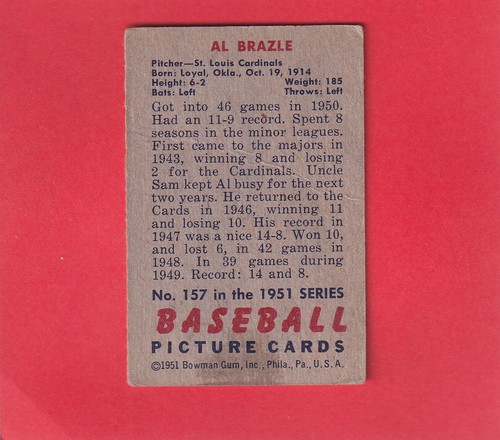 AL BRAZLE
Pitcher—St. Louis Cardinals
Born: Loyal, Okla., Oct. 19, 1914
Height: 6-2 Weight: 185
Bats: Left Throws: Left
Got into 46 games in 1950.
Had an 11-9 record. Spent 8
seasons in the minor leagues.
First came to the majors in
1943, winning 8 and losing
2 for the Cardinals. Uncle
Sam kept Al busy for the next
two years. He returned to the
Cards in 1946, winning 11
and losing 10. His record in
1947 was a nice 14-8. Won 10,
and lost 6, in 42 games in
1948. In 39 games during
1949. Record: 14 and 8.
No. 157 in the 1951 SERIES
BASEBALL
PICTURE CARDS
©1951 Bowman Gum, Inc., Phila., Pa., U.S.A.